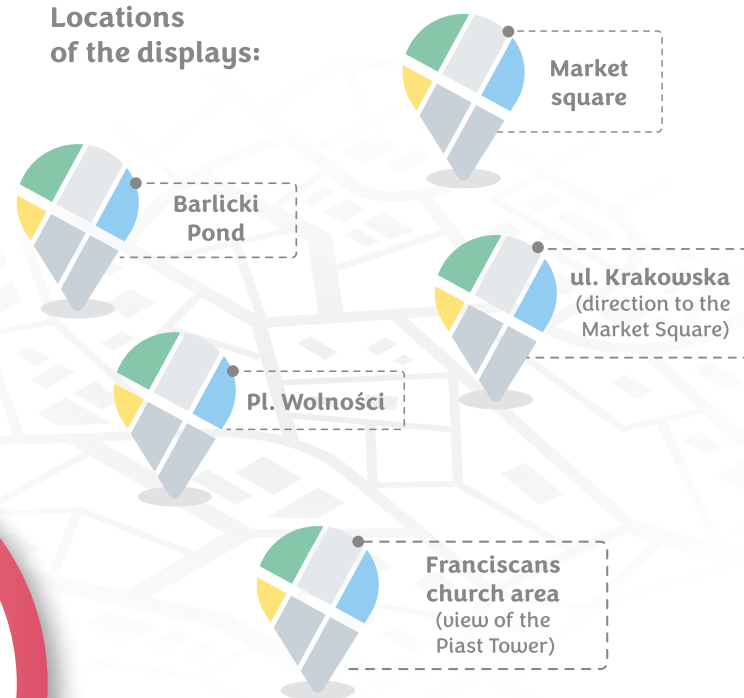 Locations
of the displays:
Market
square
Barlicki
Pond
ul. Krakowska
(direction to the
Market Square)
Pl. Wolności
Franciscans
church area
(view of the
Piast Tower)